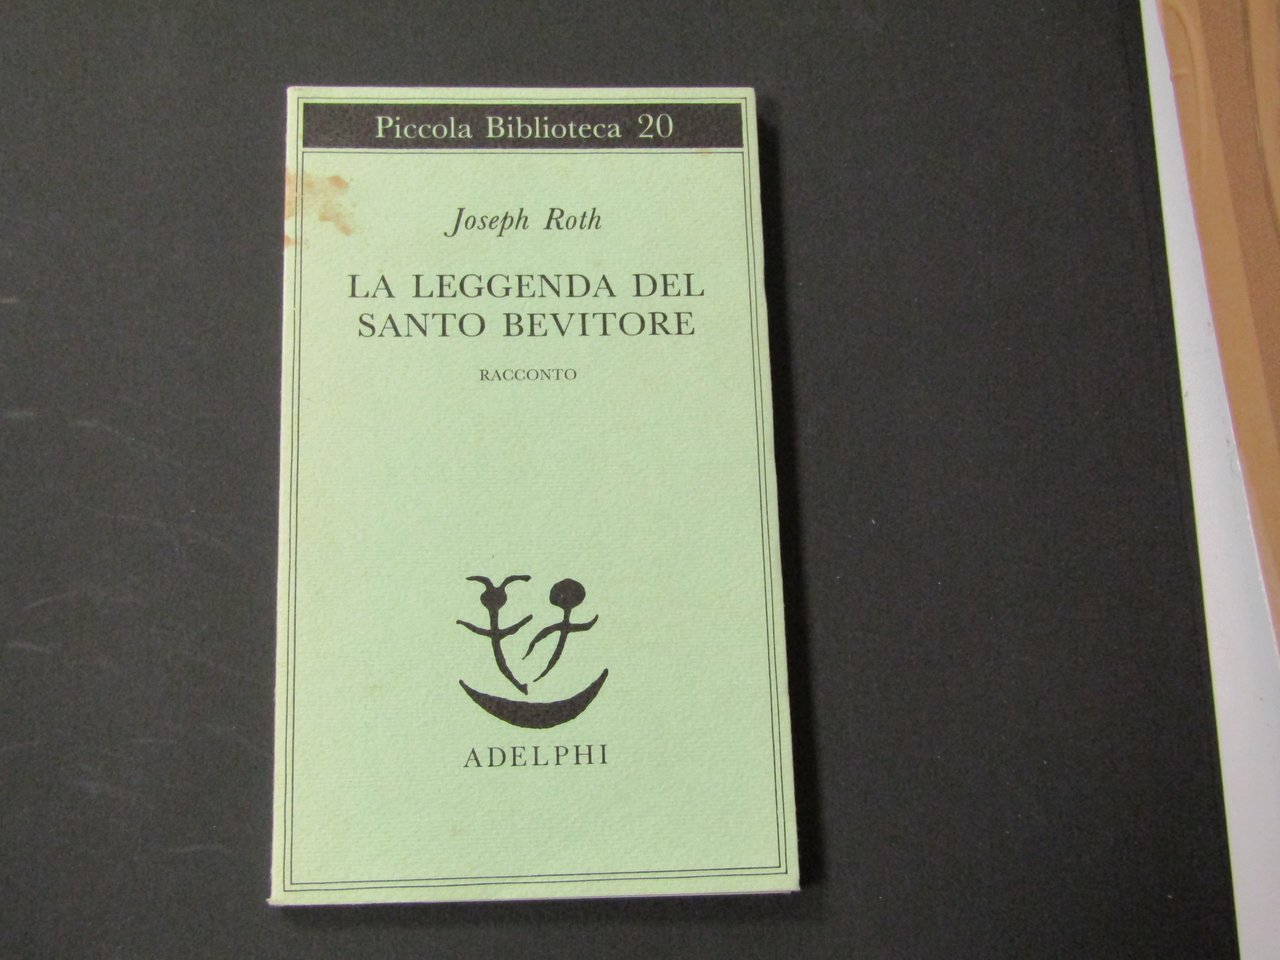 Piccola Biblioteca 20
Joseph Roth
LA LEGGENDA DEL
SANTO BEVITORE
RACCONTO
ADELPHI